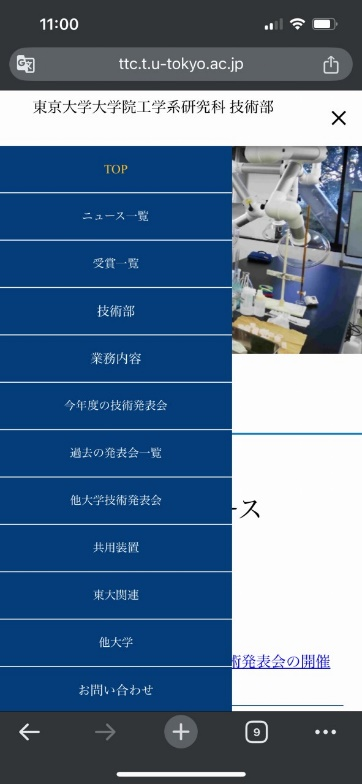 11:00
ttc.t.u-tokyo.ac.jp
東京大学大学院工学系研究科 技術部
TOP
ニュース一覧
受賞一覧
技術部
業務内容
今年度の技術発表会
過去の発表会一覧
他大学技術発表会
共用装置
ース
東大関連
他大学
術発表会の開催
お問い合わせ
9